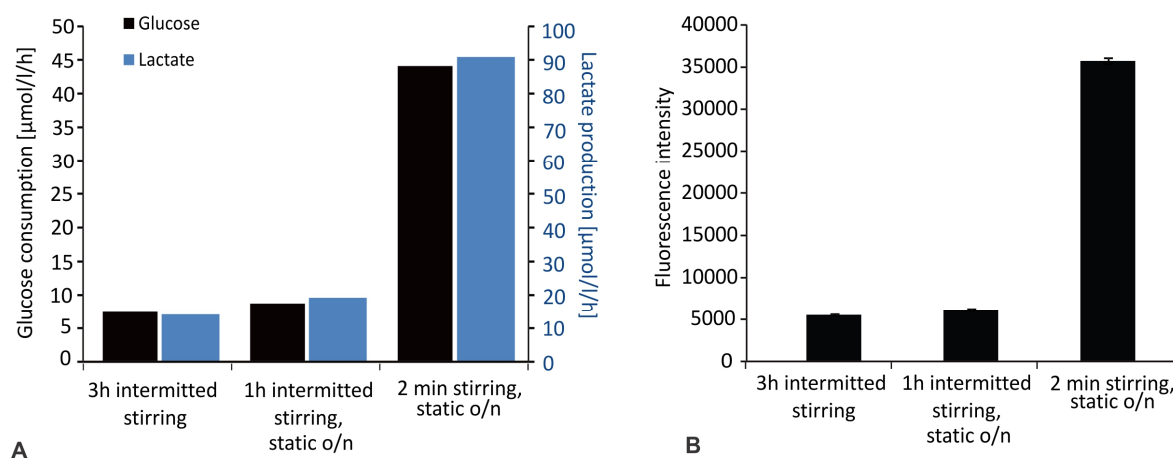 Glucose
Lactate
Glucose consumption [µmol/l/h]
50
45
40
35
30
25
20
15
10
5
0
100
90
80
70
60
50
40
30
20
10
0
Lactate production [µmol/l/h]
3h intermitted
stirring
1h intermitted
stirring,
static o/n
2 min stirring,
static o/n
A
Fluorescence intensity
40000
35000
30000
25000
20000
15000
10000
5000
0
3h intermitted
stirring
1h intermitted
stirring,
static o/n
2 min stirring,
static o/n
B